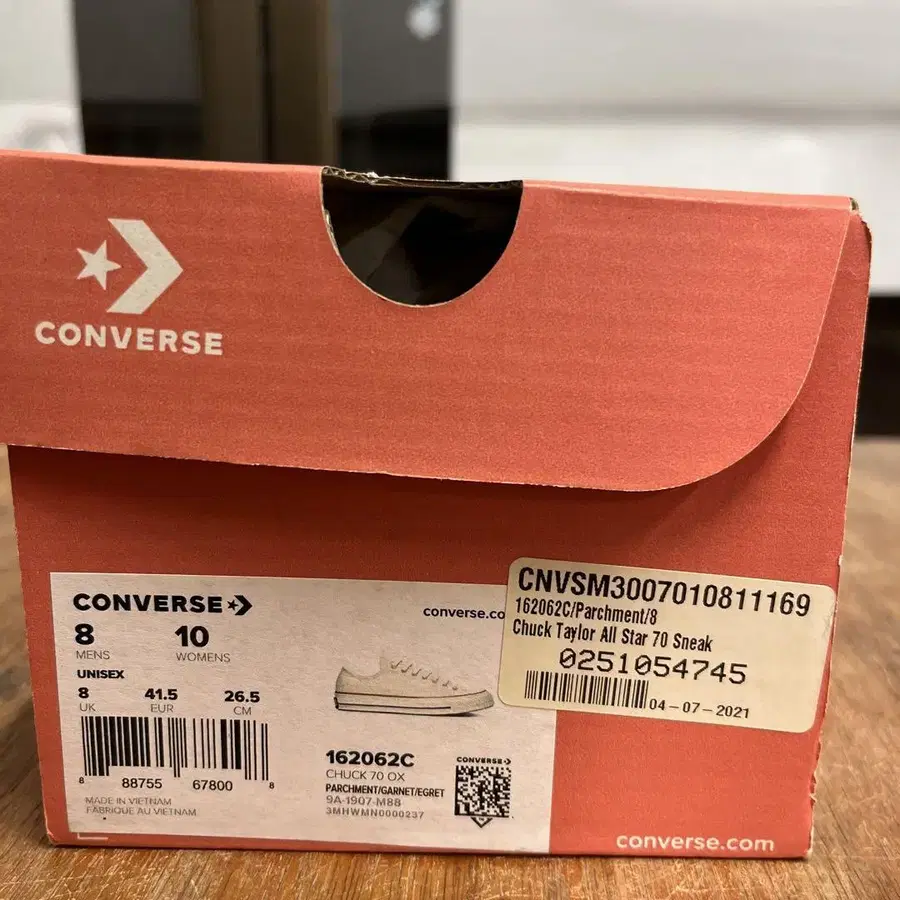 CONVERSE
CONVERSE
converse.co
8
10
MENS
WOMENS
UNISEX
8
41.5
26.5
UK
EUR
CM
8 88755 67800 8
MADE IN VIETNAM
FABRIQUE AU VIETNAM
162062C
CHUCK 70 OX
PARCHMENT/GARNET/EGRET
9A-1907-M88
3MHWMN0000237
CONVERSE
CNVSM3007010811169
162062C/Parchment/8
Chuck Taylor All Star 70 Sneak
0251054745
04-07-2021
converse.com